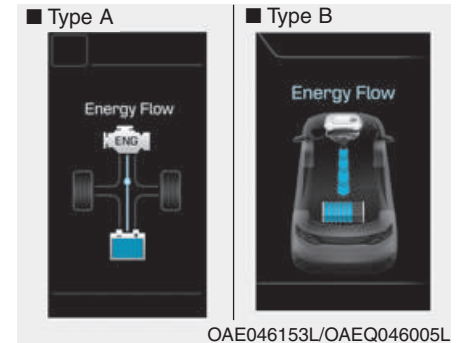 ■ Type A
■ Type B
Energy Flow
ENG
Energy Flow
OAE046153L/OAEQ046005L